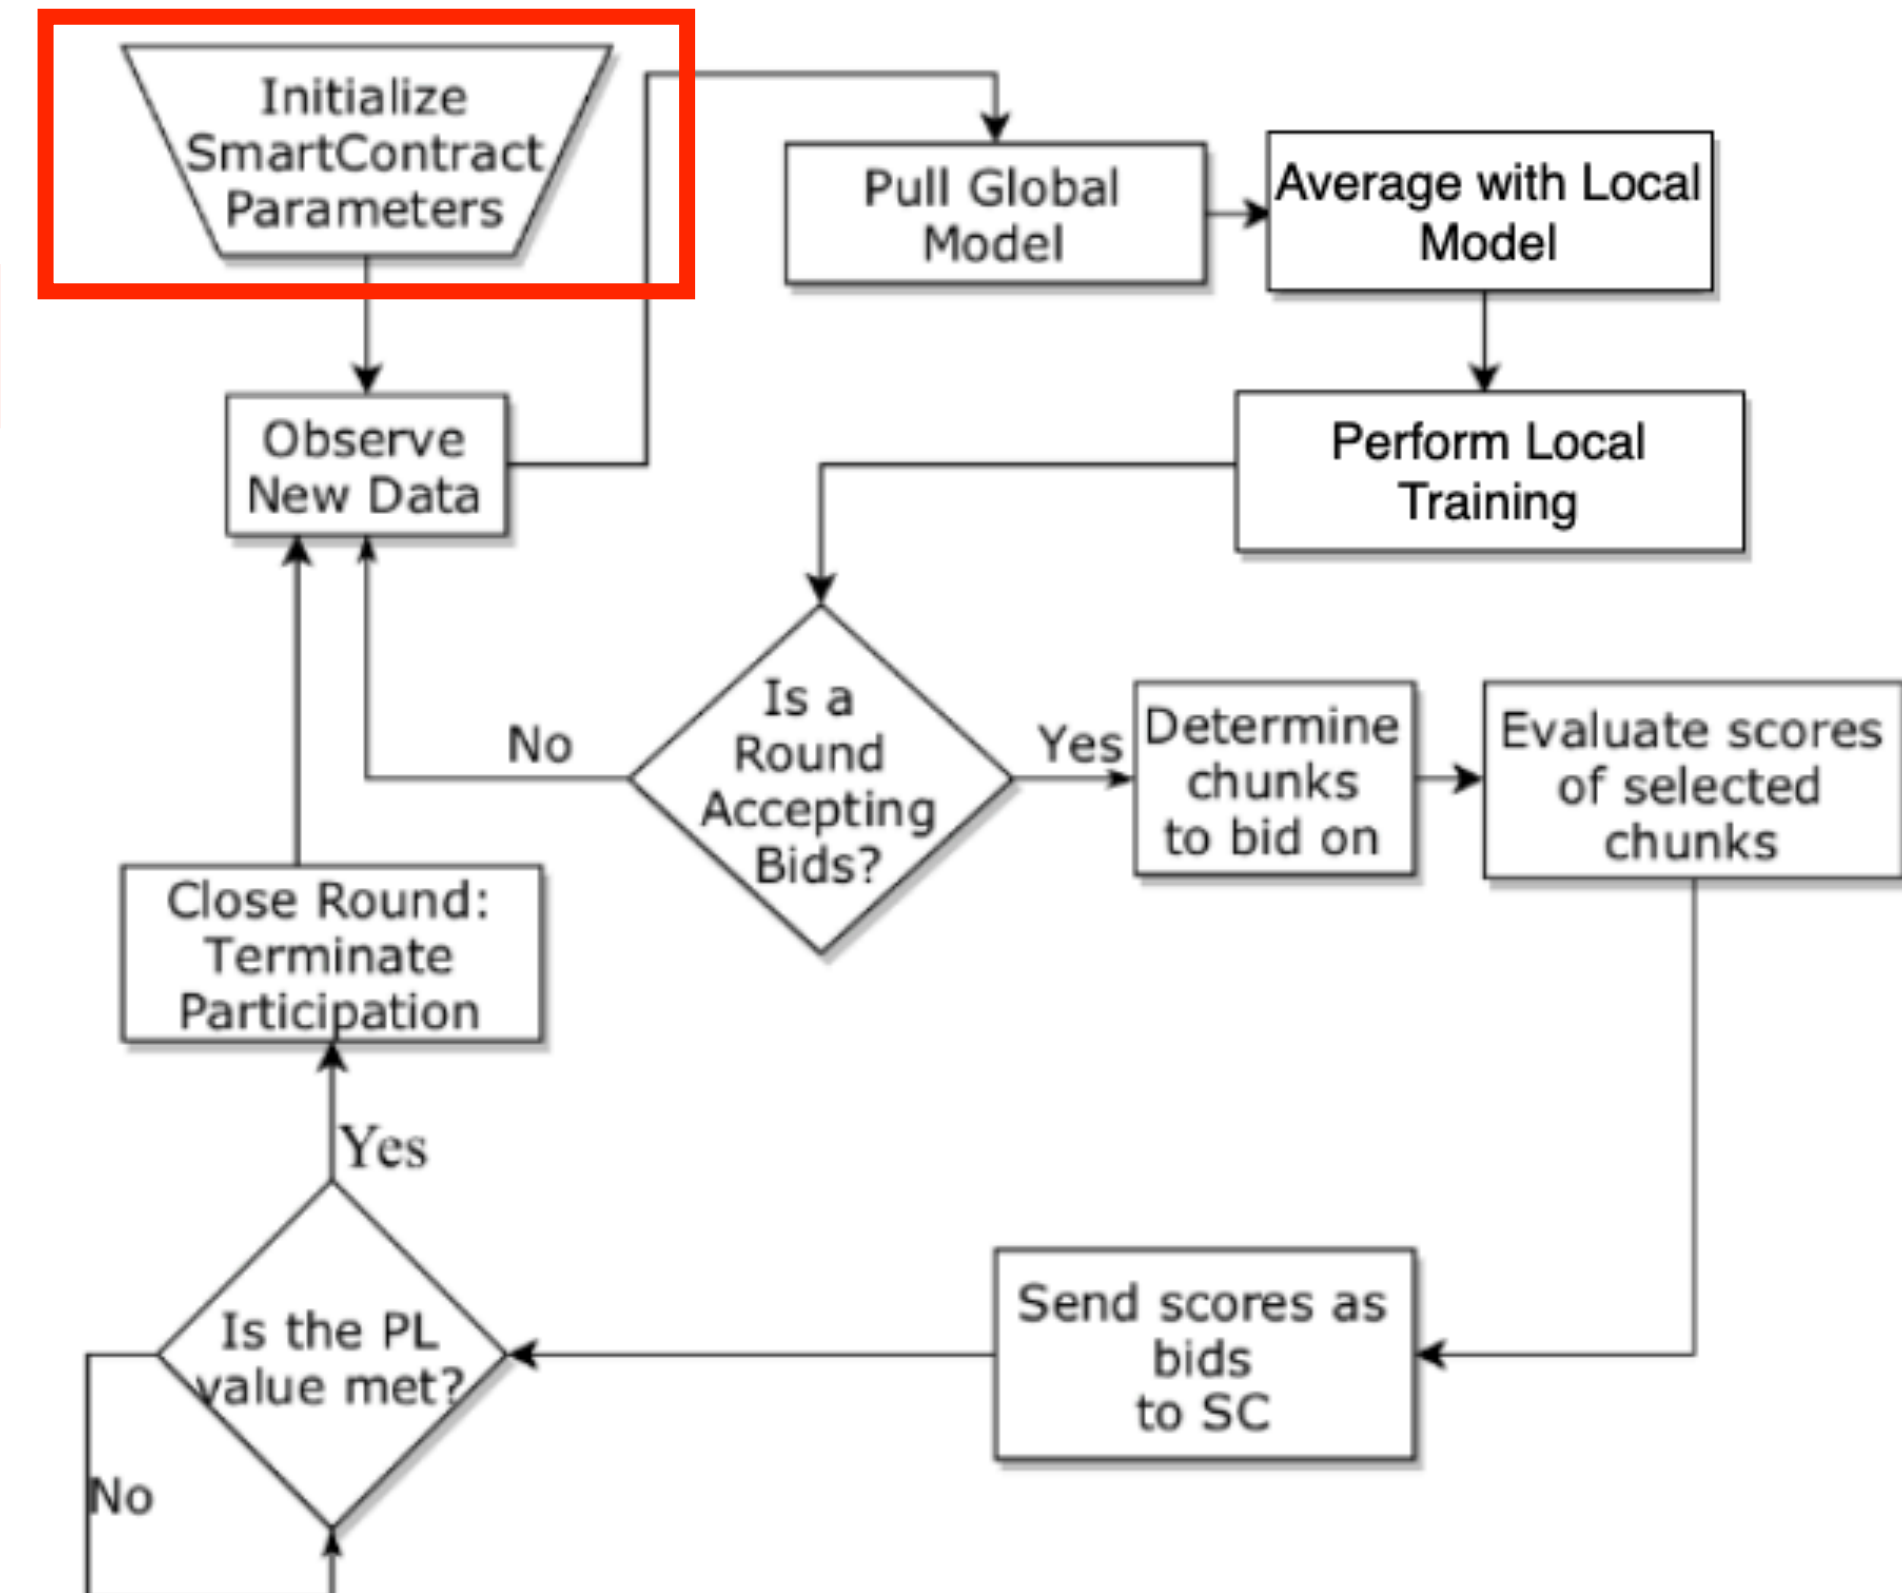 Initialize
SmartContract
Parameters
Pull Global
Model
Average with Local
Model
Observe
New Data
Perform Local
Training
Is a
Round
Accepting
Bids?
No
Yes
Determine
chunks
to bid on
Evaluate scores
of selected
chunks
Close Round:
Terminate
Participation
Yes
Is the PL
value met?
No
Send scores as
bids
to SC